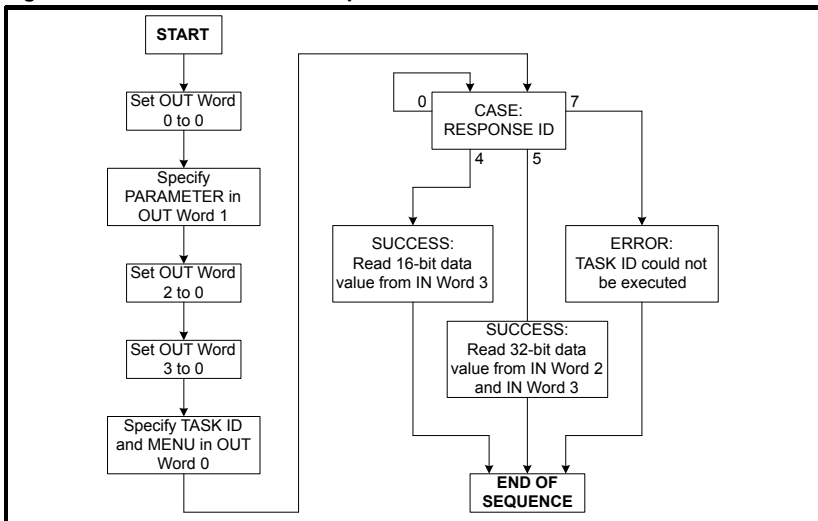 START
Set OUT Word
0 to 0
Specify
PARAMETER in
OUT Word 1
Set OUT Word
2 to 0
Set OUT Word
3 to 0
Specify TASK ID
and MENU in OUT
Word 0
0
CASE:
RESPONSE ID
7
4
5
SUCCESS:
Read 16-bit data
value from IN Word 3
ERROR:
TASK ID could not
be executed
SUCCESS:
Read 32-bit data
value from IN Word 2
and IN Word 3
END OF
SEQUENCE